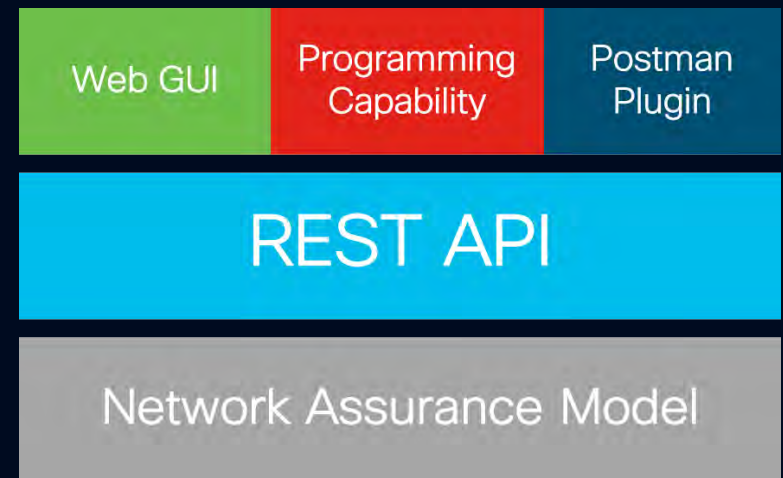 Web GUI
Programming
Capability
Postman
Plugin
REST API
Network Assurance Model